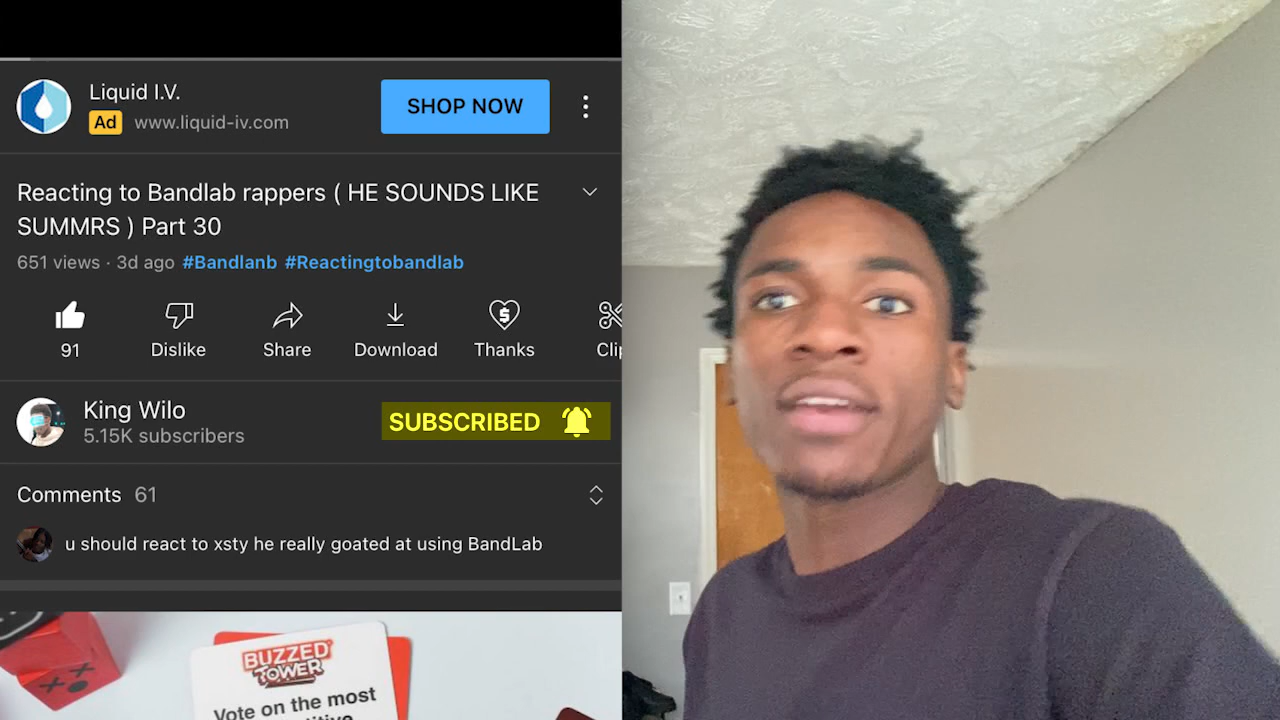 Liquid I.V.
Ad www.liquid-iv.com
SHOP NOW
Reacting to Bandlab rappers ( HE SOUNDS LIKE
SUMMRS ) Part 30
651 views · 3d ago #Bandlanb #Reactingtobandlab
91 Dislike Share Download Thanks Clip
King Wilo
5.15K subscribers
SUBSCRIBED
Comments 61
u should react to xsty he really goated at using BandLab
BUZZED
TOWER
Vote on the most